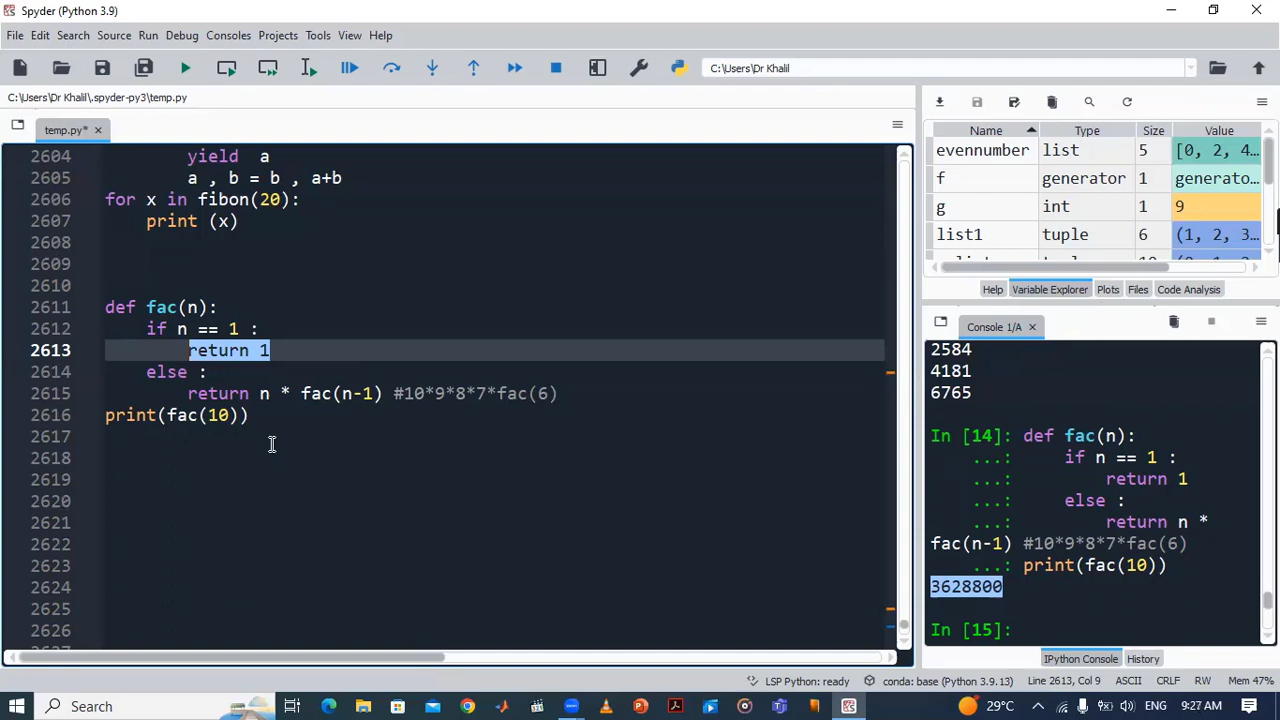 Spyder (Python 3.9)
File Edit Search Source Run Debug Consoles Projects Tools View Help
C:\Users\Dr Khalil
C:\Users\Dr Khalil\.spyder-py3\temp.py
temp.py*
2604 yield a
2605 a , b = b , a+b
2606 for x in fibon(20):
2607 print (x)
2608
2609
2610
2611 def fac(n):
2612 if n == 1 :
2613 return 1
2614 else :
2615 return n * fac(n-1) #10*9*8*7*fac(6)
2616 print(fac(10))
2617
2618
2619
2620
2621
2622
2623
2624
2625
2626
Name Type Size Value
evennumber list 5 [0, 2, 4…
f generator 1 generato…
g int 1 9
list1 tuple 6 (1, 2, 3…
Help Variable Explorer Plots Files Code Analysis
Console 1/A
2584
4181
6765
In [14]: def fac(n):
...: if n == 1 :
...: return 1
...: else :
...: return n *
fac(n-1) #10*9*8*7*fac(6)
...: print(fac(10))
3628800
In [15]:
IPython Console History
LSP Python: ready conda: base (Python 3.9.13) Line 2613, Col 9 ASCII CRLF RW Mem 47%
Search 29°C ENG 9:27 AM